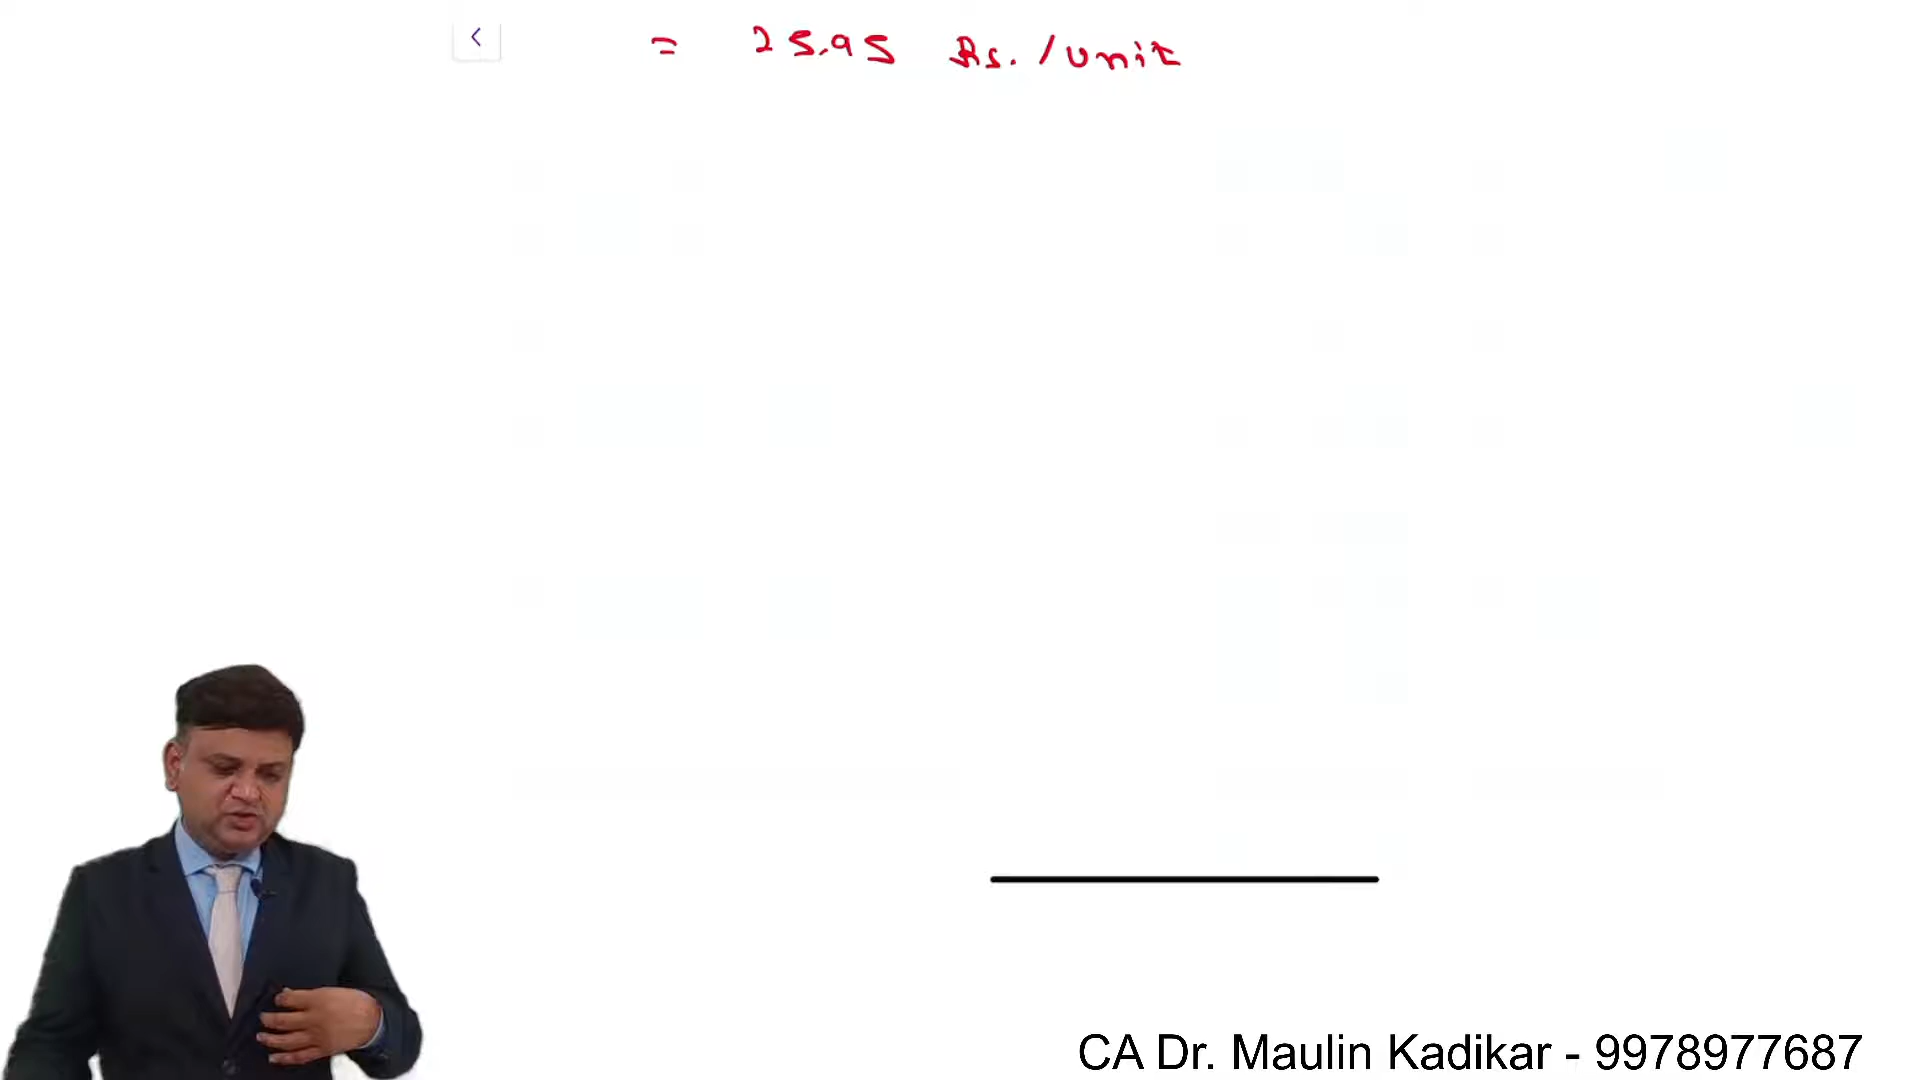 = 25.95 Rs. /unit
CA Dr. Maulin Kadikar - 9978977687